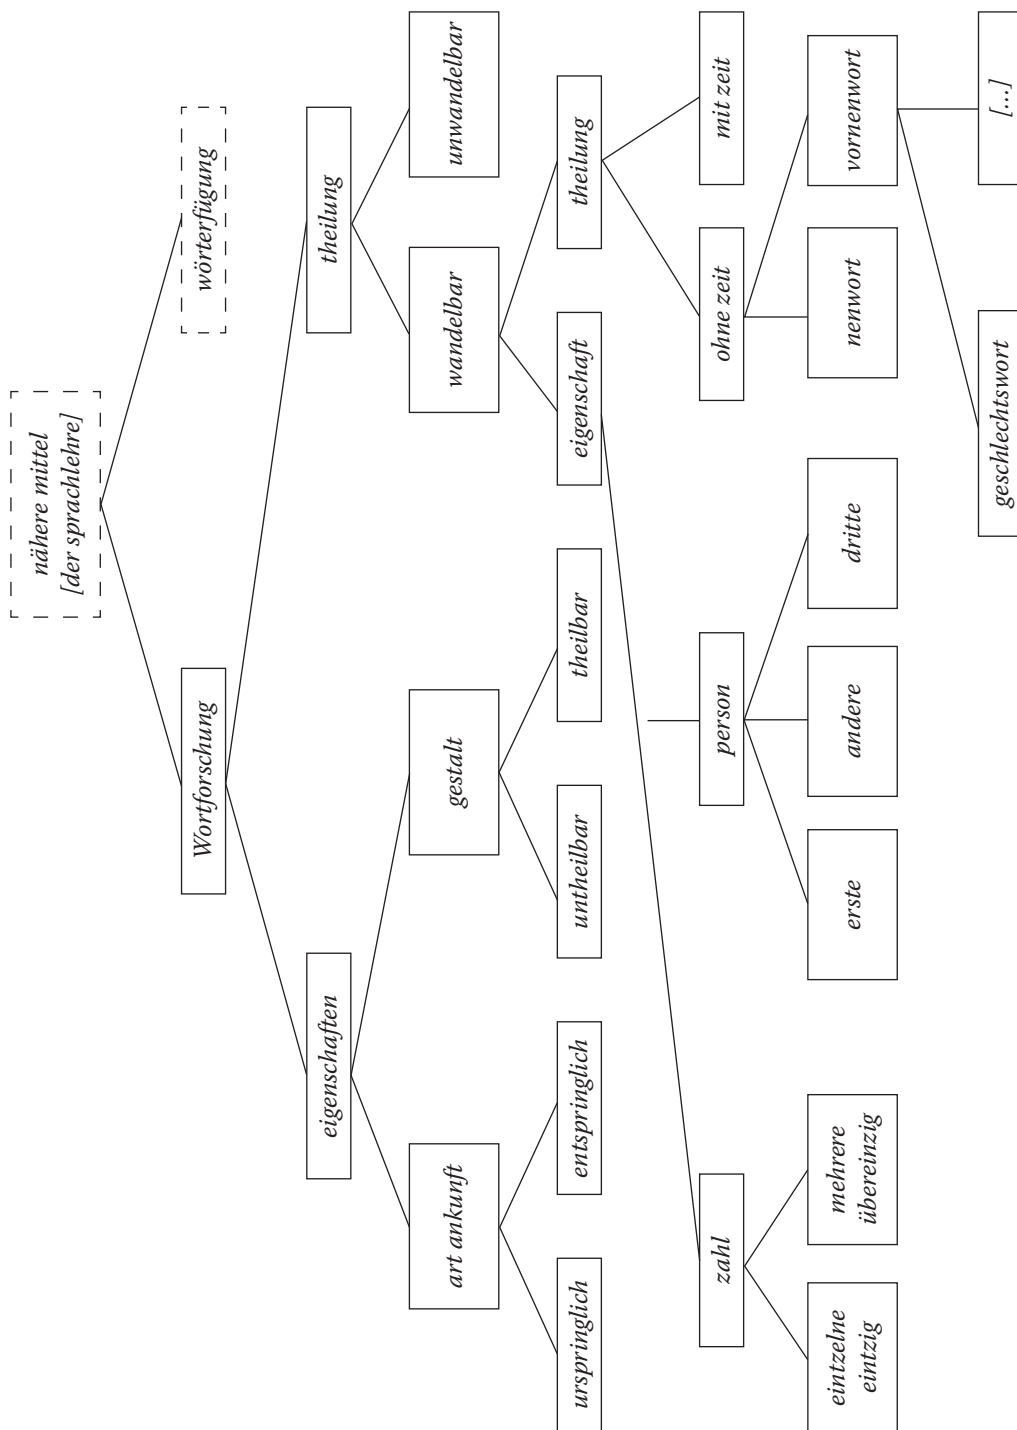 nähere mittel
[der sprachlehre]
Wortforschung
wörterfügung
eigenschaften
theilung
art ankunft
gestalt
wandelbar
unwandelbar
urspringlich
entspringlich
untheilbar
theilbar
eigenschaft
theilung
zahl
person
ohne zeit
mit zeit
eintzelne
eintzig
mehrere
übereinzig
erste
andere
dritte
nenwort
vornenwort
geschlechtswort
[...]